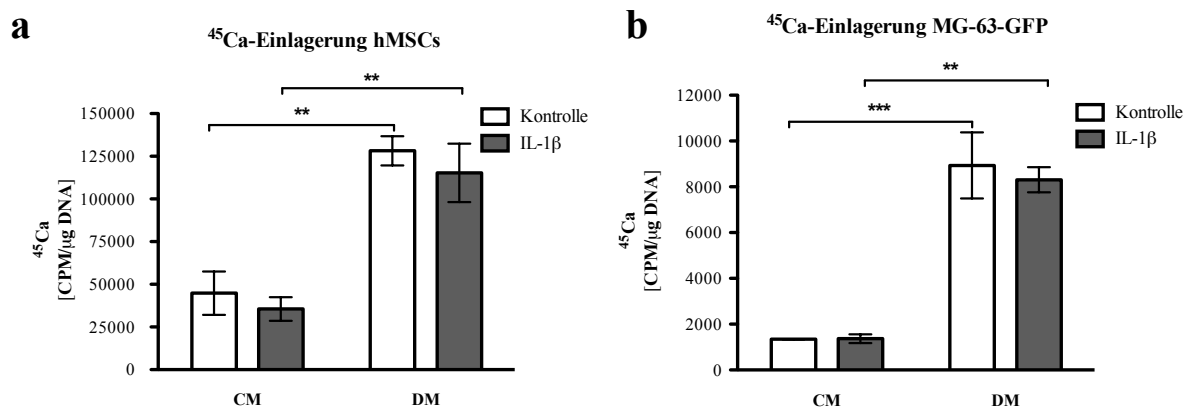 a
⁴⁵Ca-Einlagerung hMSCs
**
**
Kontrolle
IL-1β
150000
125000
100000
75000
50000
25000
0
⁴⁵Ca
[CPM/µg DNA]
CM
DM
b
⁴⁵Ca-Einlagerung MG-63-GFP
**
***
Kontrolle
IL-1β
12000
10000
8000
6000
4000
2000
0
⁴⁵Ca
[CPM/µg DNA]
CM
DM